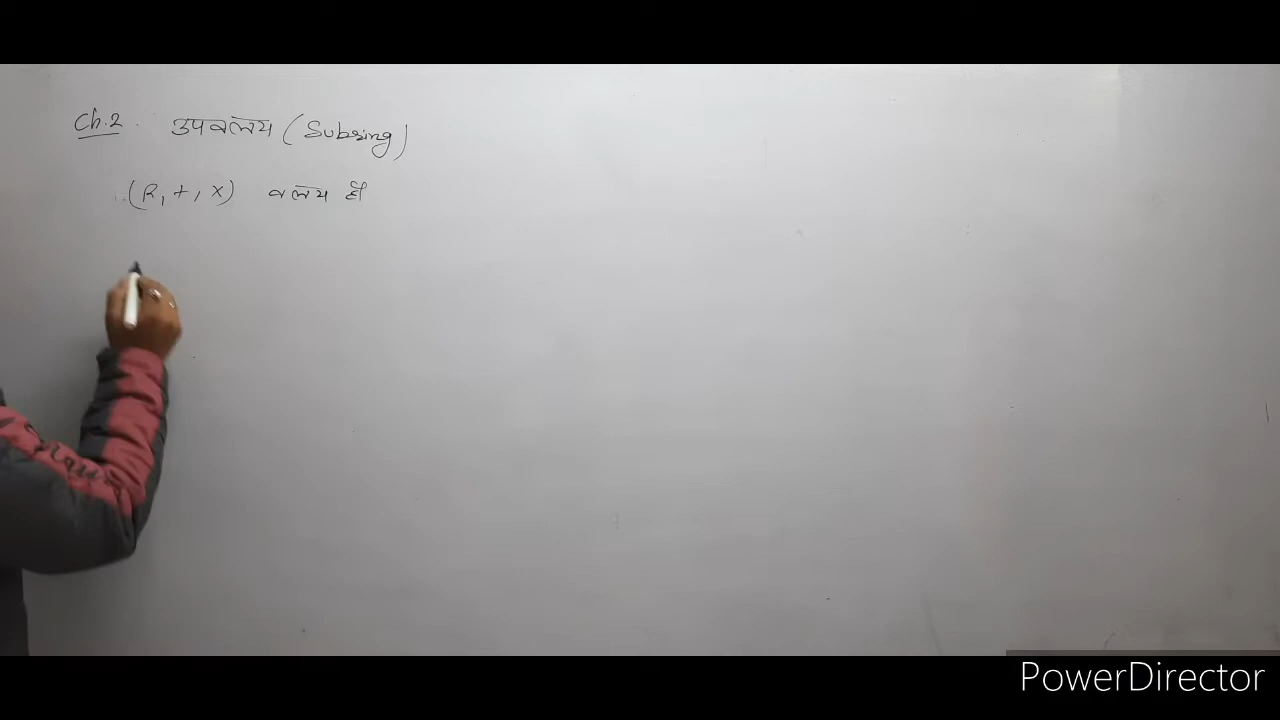 Ch.2 उपवलय (Subring)
(R, +, ×) वलय हो
PowerDirector